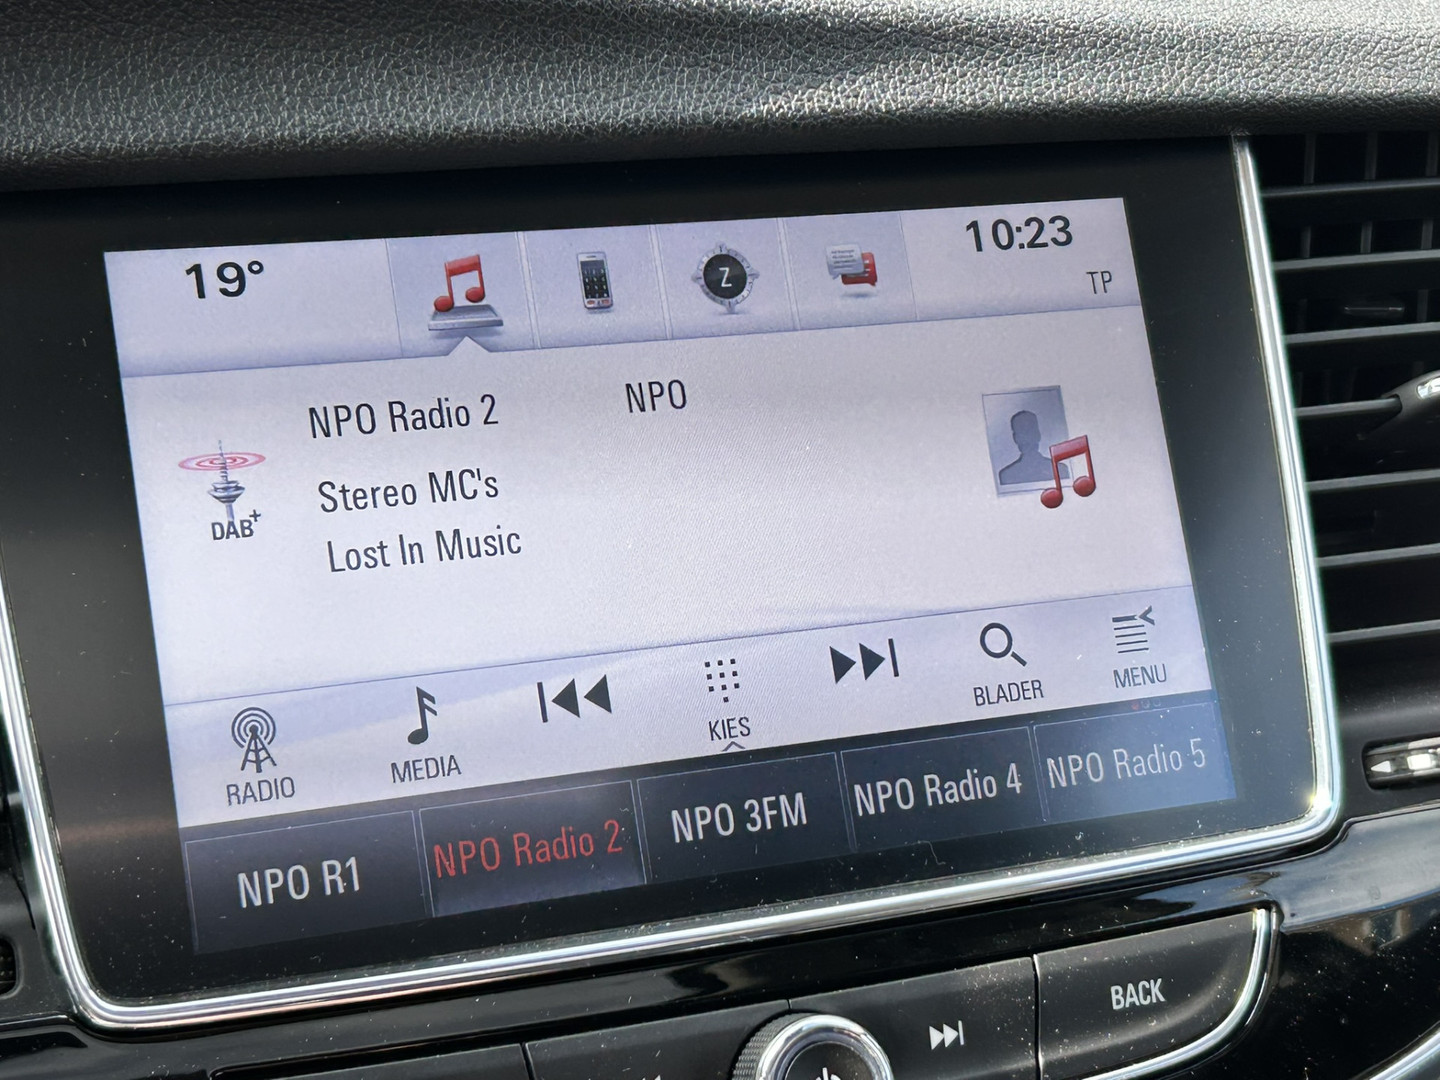 19°
10:23
TP
NPO Radio 2
NPO
Stereo MC's
Lost In Music
DAB+
Z
RADIO
MEDIA
KIES
BLADER
MENU
NPO R1
NPO Radio 2
NPO 3FM
NPO Radio 4
NPO Radio 5
BACK